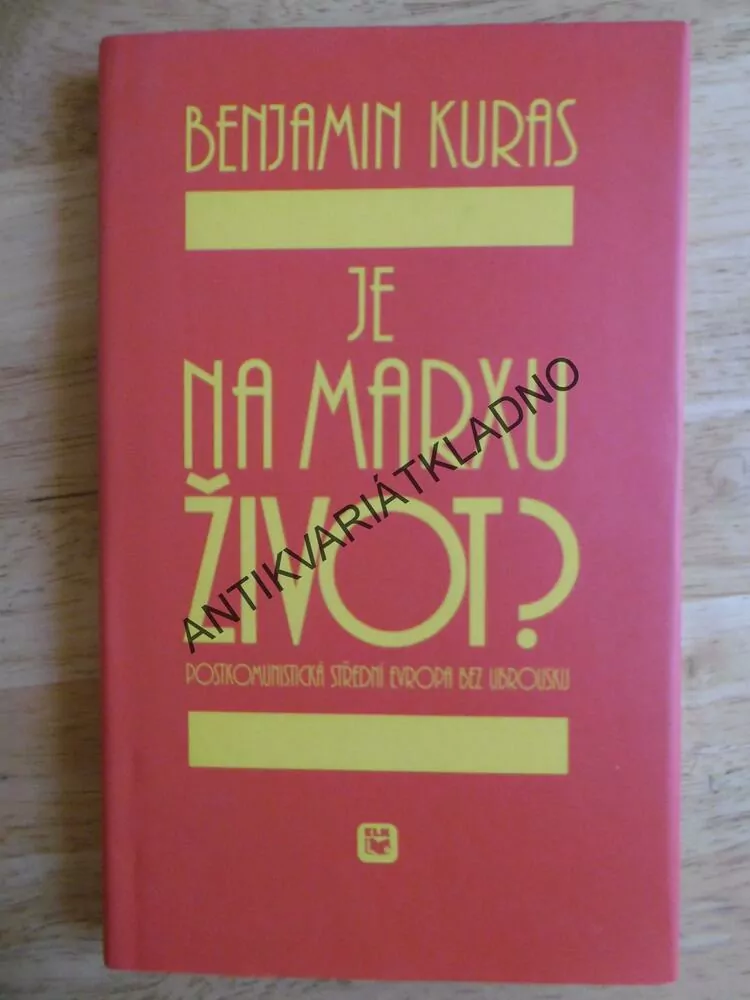 BENJAMIN KURAS
JE
NA MARXU
ŽIVOT?
POSTKOMUNISTICKÁ STŘEDNÍ EVROPA BEZ UBROUSKU
ELK
ANTIKVARIÁTKLADNO